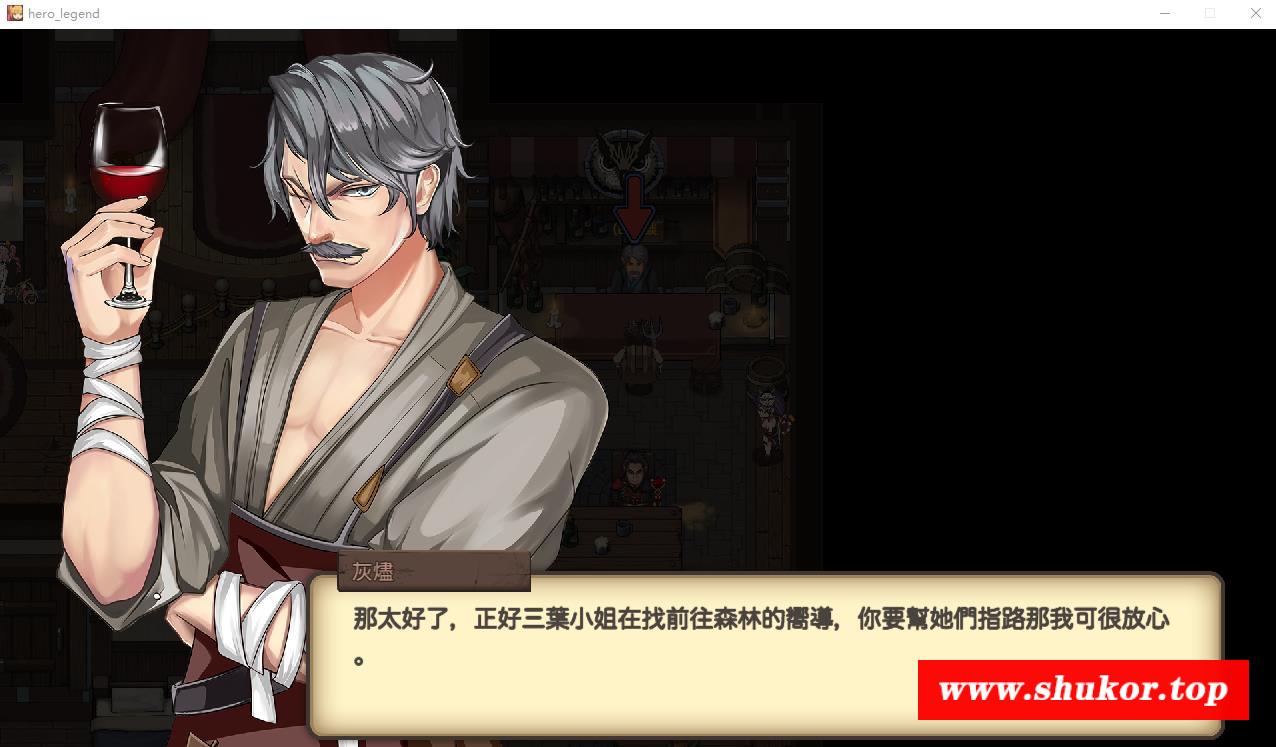 hero_legend
灰燼
那太好了，正好三葉小姐在找前往森林的嚮導，你要幫她們指路那我可很放心
。
www.shukor.top